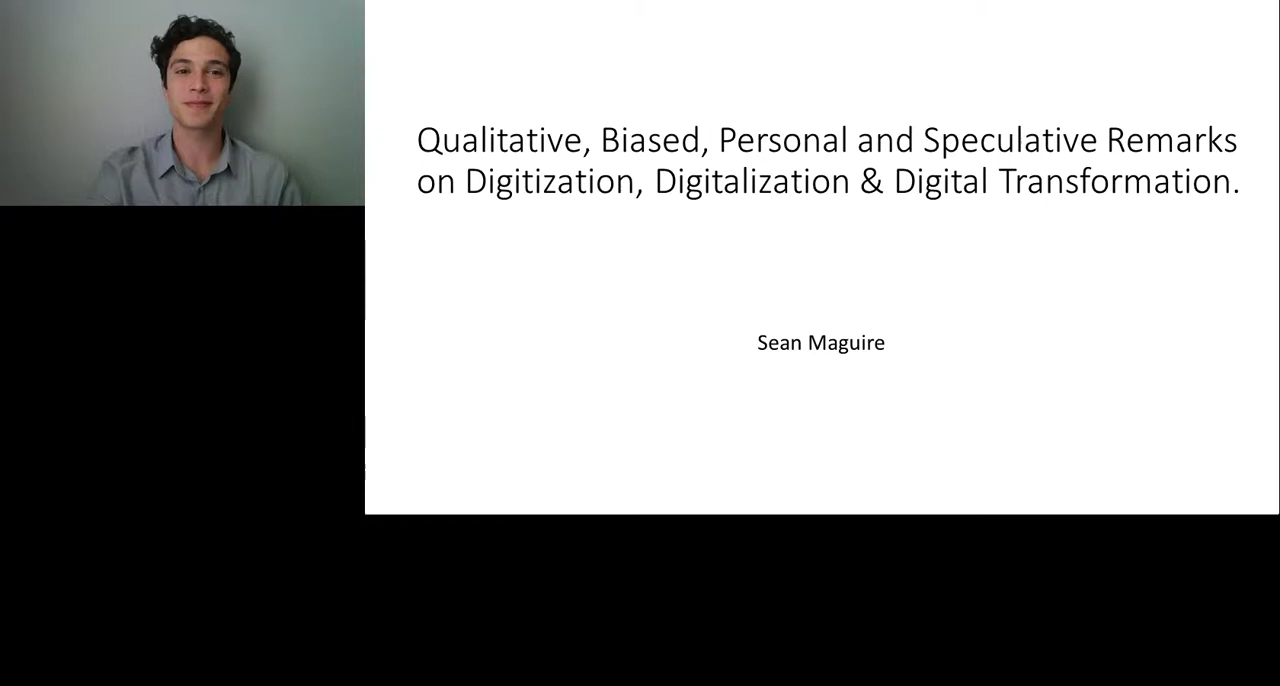 Qualitative, Biased, Personal and Speculative Remarks
on Digitization, Digitalization & Digital Transformation.
Sean Maguire